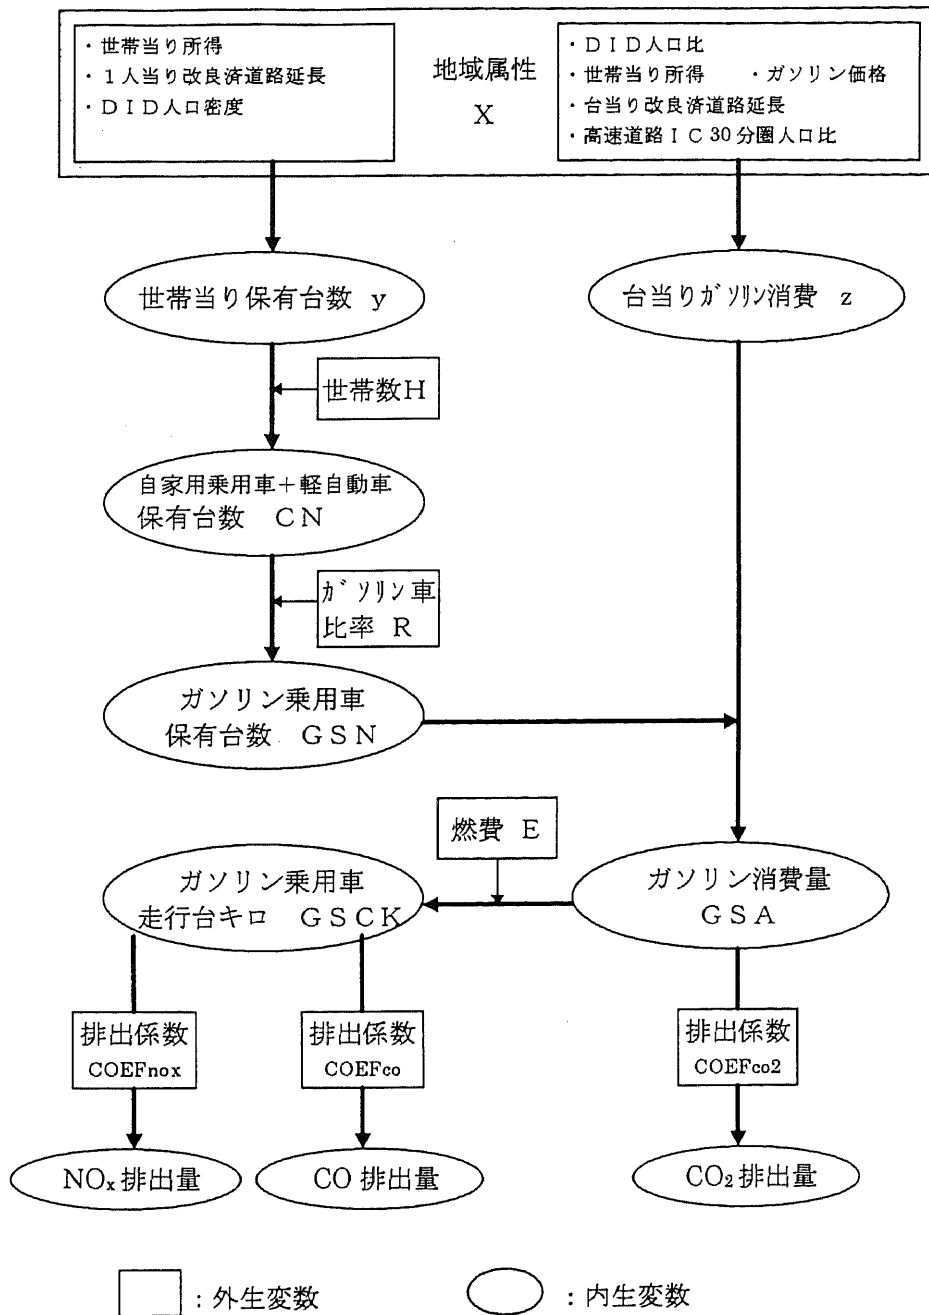 ・世帯当り所得
・１人当り改良済道路延長
・ＤＩＤ人口密度
地域属性
Ｘ
・ＤＩＤ人口比
・世帯当り所得　・ガソリン価格
・台当り改良済道路延長
・高速道路ＩＣ30分圏人口比
世帯当り保有台数 y
台当りｶﾞｿﾘﾝ消費 z
世帯数H
自家用乗用車＋軽自動車
保有台数　ＣＮ
ｶﾞｿﾘﾝ車
比率 R
ガソリン乗用車
保有台数　ＧＳＮ
燃費 E
ガソリン乗用車
走行台キロ　ＧＳＣＫ
ガソリン消費量
ＧＳＡ
排出係数
COEFnox
排出係数
COEFco
排出係数
COEFco2
NOx排出量
CO排出量
CO2排出量
：外生変数
：内生変数